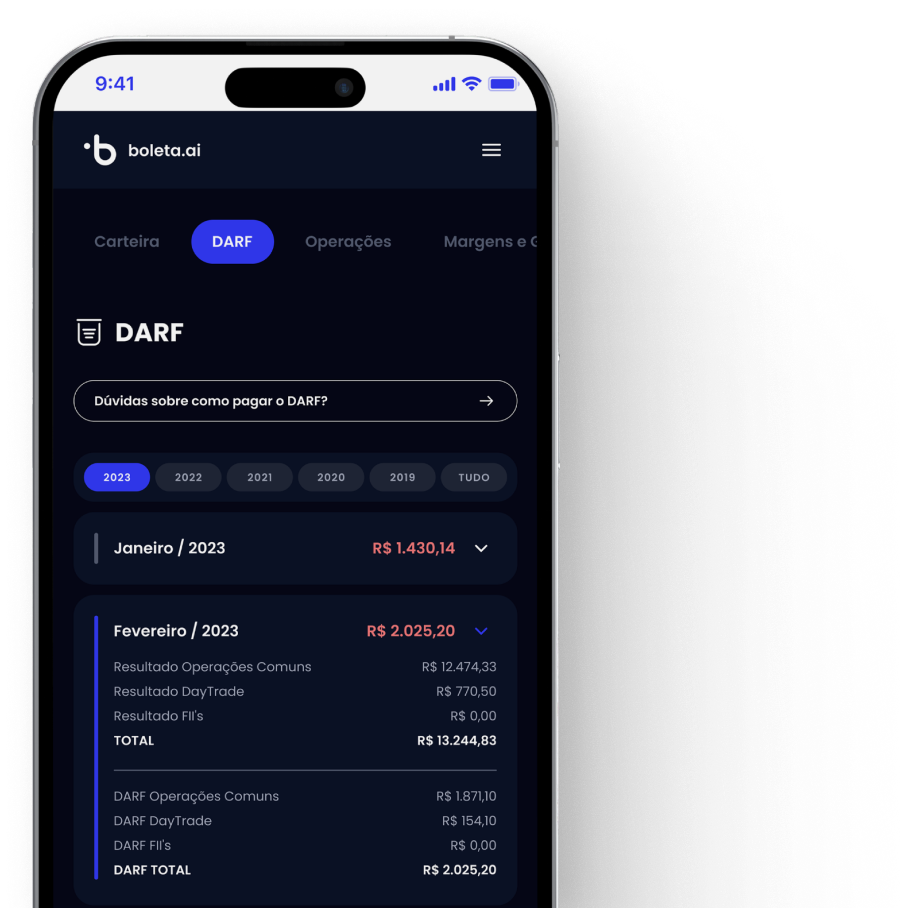 9:41
boleta.ai
Carteira DARF Operações Margens e G
DARF
Dúvidas sobre como pagar o DARF?
2023 2022 2021 2020 2019 TUDO
Janeiro / 2023 R$ 1.430,14
Fevereiro / 2023 R$ 2.025,20
Resultado Operações Comuns R$ 12.474,33
Resultado DayTrade R$ 770,50
Resultado FII's R$ 0,00
TOTAL R$ 13.244,83
DARF Operações Comuns R$ 1.871,10
DARF DayTrade R$ 154,10
DARF FII's R$ 0,00
DARF TOTAL R$ 2.025,20